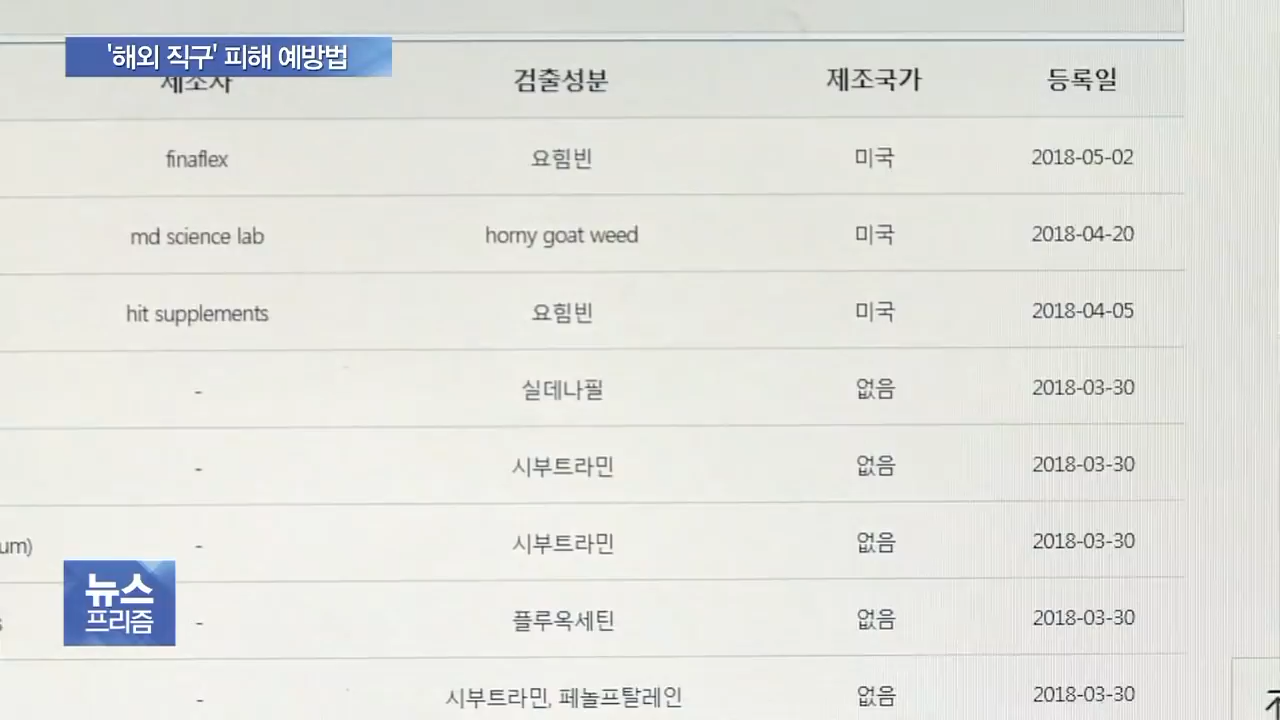 '해외 직구' 피해 예방법
제조사 검출성분 제조국가 등록일
finaflex 요힘빈 미국 2018-05-02
md science lab horny goat weed 미국 2018-04-20
hit supplements 요힘빈 미국 2018-04-05
- 실데나필 없음 2018-03-30
- 시부트라민 없음 2018-03-30
um) - 시부트라민 없음 2018-03-30
- 플루옥세틴 없음 2018-03-30
- 시부트라민, 페놀프탈레인 없음 2018-03-30
뉴스
프리즘